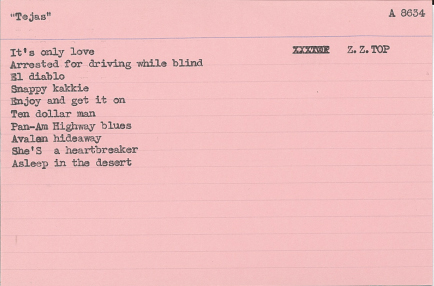 "Tejas" A 8634
It's only love Z.Z.TOP
Arrested for driving while blind
El diablo
Snappy kakkie
Enjoy and get it on
Ten dollar man
Pan-Am Highway blues
Avalon hideaway
She'S a heartbreaker
Asleep in the desert